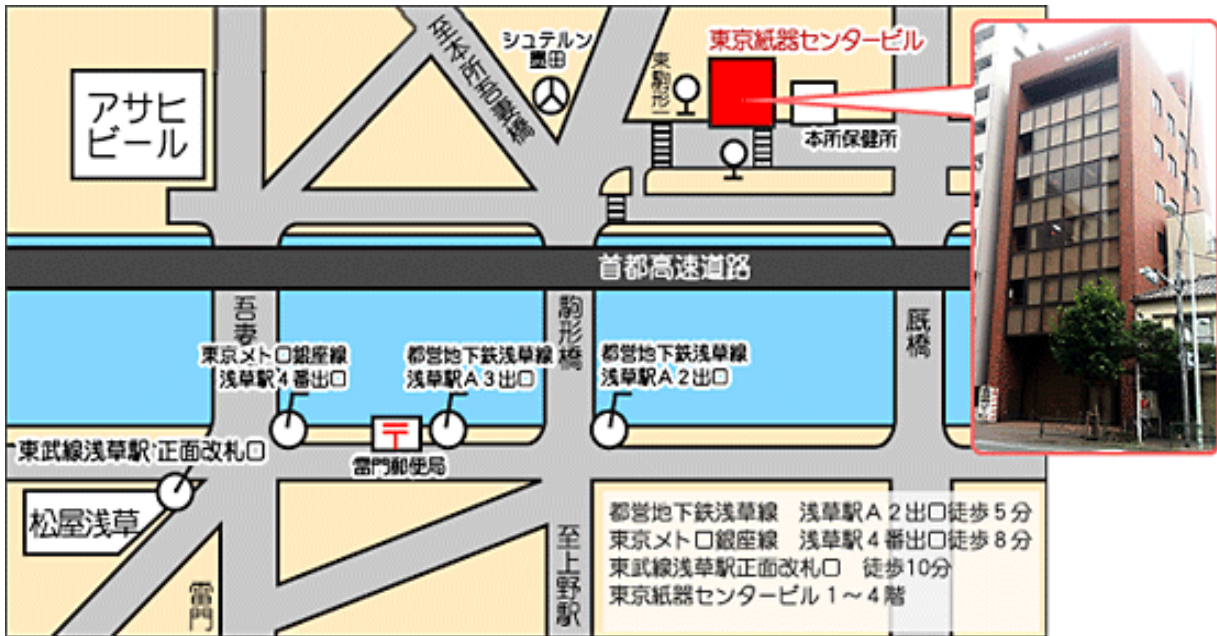 至本所吾妻橋
シュテルン
墨田
東京紙器センタービル
東駒形一
アサヒ
ビール
本所保健所
首都高速道路
吾妻
駒形橋
厩橋
東京メトロ銀座線
浅草駅4番出口
都営地下鉄浅草線
浅草駅A3出口
都営地下鉄浅草線
浅草駅A2出口
〒
東武線浅草駅 正面改札口
雷門郵便局
松屋浅草
雷門
至上野駅
都営地下鉄浅草線 浅草駅A2出口徒歩5分
東京メトロ銀座線 浅草駅4番出口徒歩8分
東武線浅草駅正面改札口 徒歩10分
東京紙器センタービル1～4階